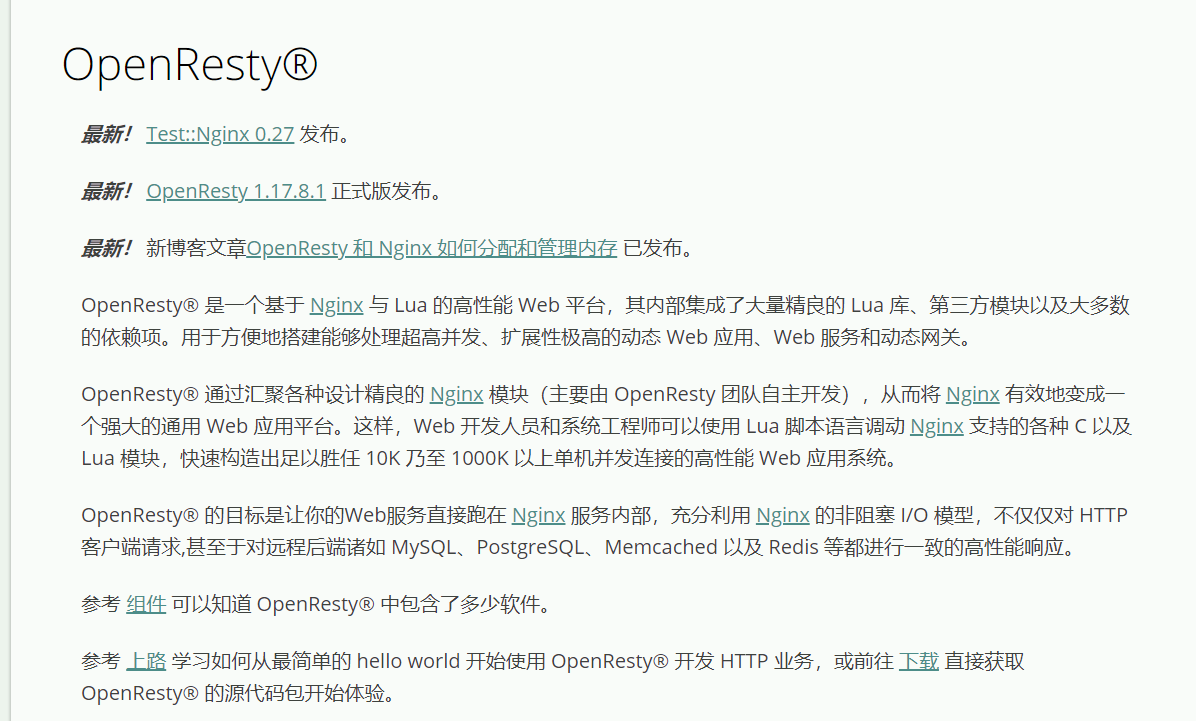 OpenResty®
最新！ Test::Nginx 0.27 发布。
最新！ OpenResty 1.17.8.1 正式版发布。
最新！ 新博客文章OpenResty 和 Nginx 如何分配和管理内存 已发布。
OpenResty® 是一个基于 Nginx 与 Lua 的高性能 Web 平台，其内部集成了大量精良的 Lua 库、第三方模块以及大多数
的依赖项。用于方便地搭建能够处理超高并发、扩展性极高的动态 Web 应用、Web 服务和动态网关。
OpenResty® 通过汇聚各种设计精良的 Nginx 模块（主要由 OpenResty 团队自主开发），从而将 Nginx 有效地变成一
个强大的通用 Web 应用平台。这样，Web 开发人员和系统工程师可以使用 Lua 脚本语言调动 Nginx 支持的各种 C 以及
Lua 模块，快速构造出足以胜任 10K 乃至 1000K 以上单机并发连接的高性能 Web 应用系统。
OpenResty® 的目标是让你的Web服务直接跑在 Nginx 服务内部，充分利用 Nginx 的非阻塞 I/O 模型，不仅仅对 HTTP
客户端请求,甚至于对远程后端诸如 MySQL、PostgreSQL、Memcached 以及 Redis 等都进行一致的高性能响应。
参考 组件 可以知道 OpenResty® 中包含了多少软件。
参考 上路 学习如何从最简单的 hello world 开始使用 OpenResty® 开发 HTTP 业务，或前往 下载 直接获取
OpenResty® 的源代码包开始体验。